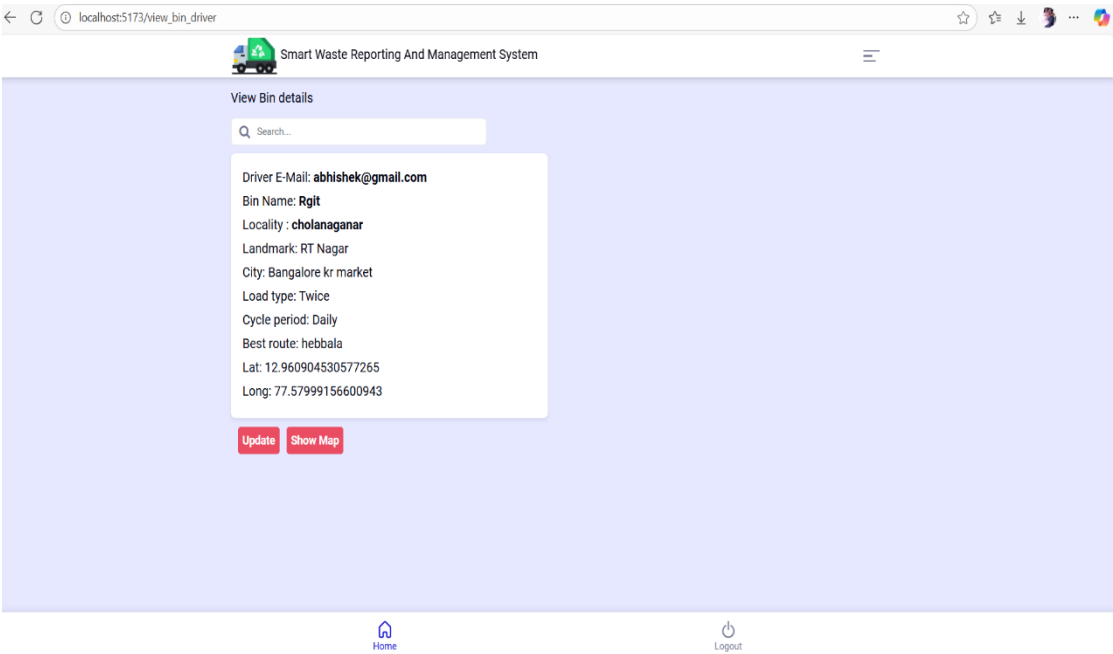 localhost:5173/view_bin_driver
Smart Waste Reporting And Management System
View Bin details
Search...
Driver E-Mail: abhishek@gmail.com
Bin Name: Rgit
Locality : cholanaganar
Landmark: RT Nagar
City: Bangalore kr market
Load type: Twice
Cycle period: Daily
Best route: hebbala
Lat: 12.960904530577265
Long: 77.57999156600943
Update Show Map
Home Logout